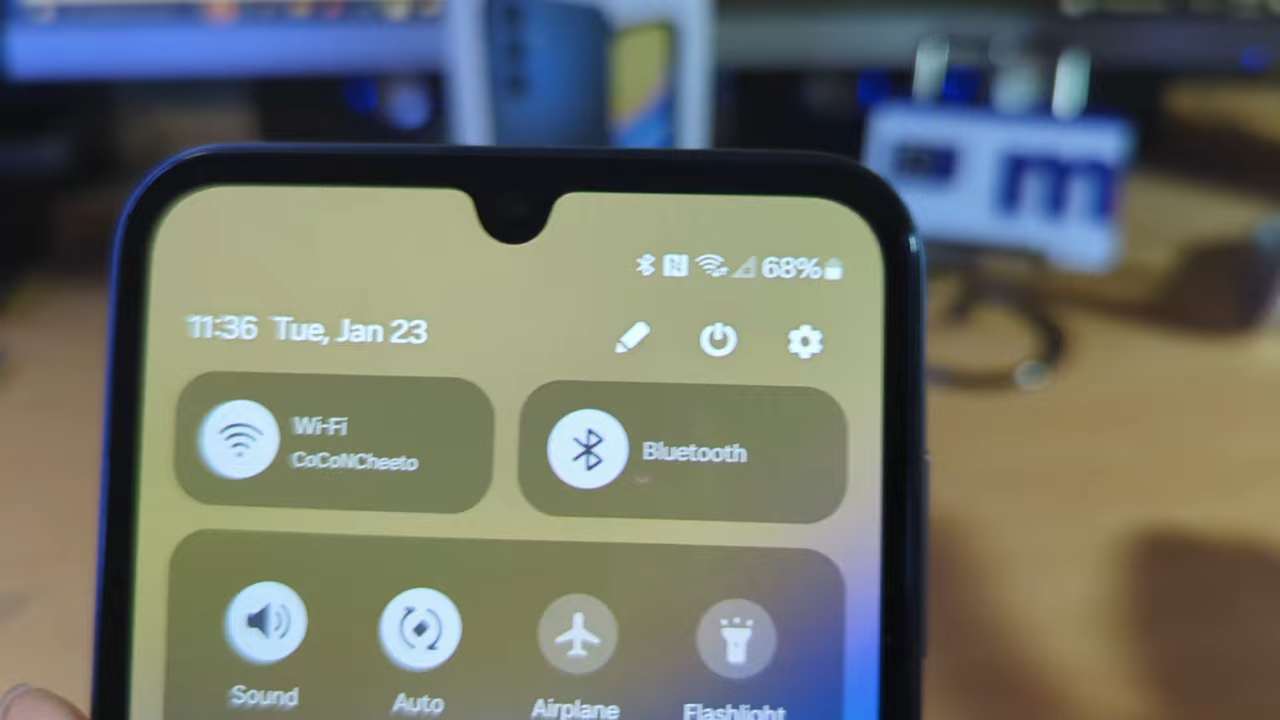 68%
11:36 Tue, Jan 23
Wi-Fi
CoCoNCheeto
Bluetooth
Sound
Auto
Airplane
Flashlight
m